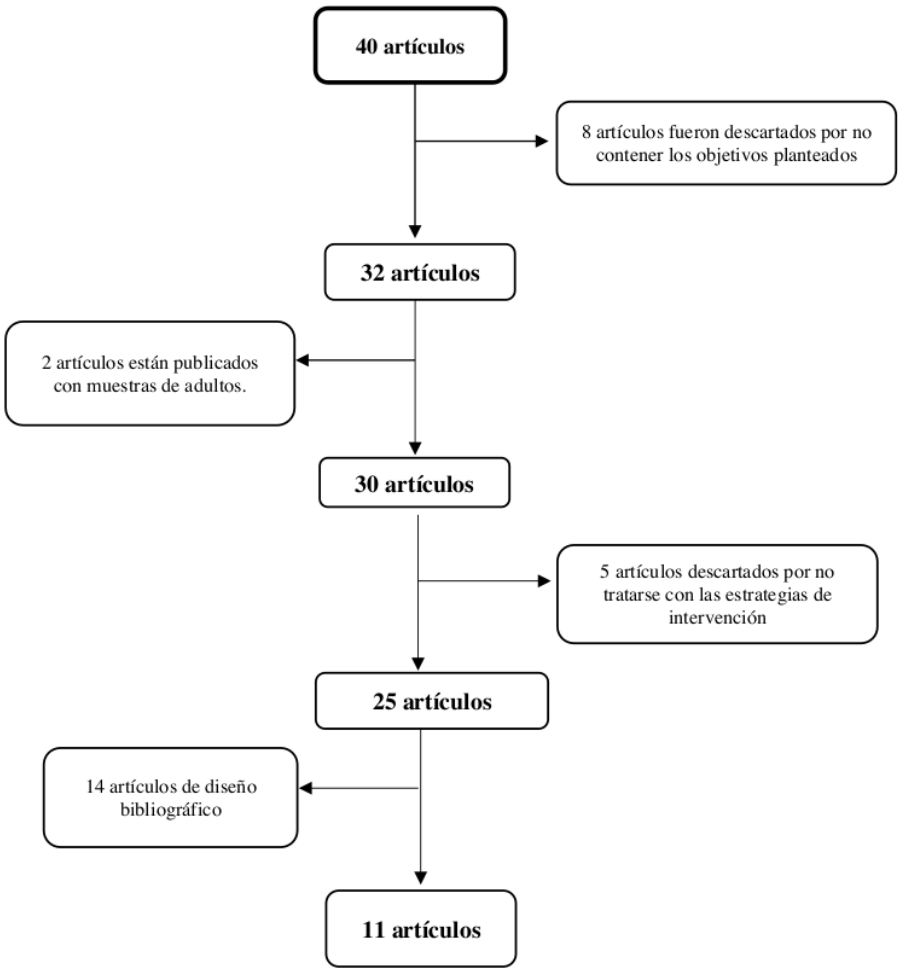 40 artículos
8 artículos fueron descartados por no
contener los objetivos planteados
32 artículos
2 artículos están publicados
con muestras de adultos.
30 artículos
5 artículos descartados por no
tratarse con las estrategias de
intervención
25 artículos
14 artículos de diseño
bibliográfico
11 artículos